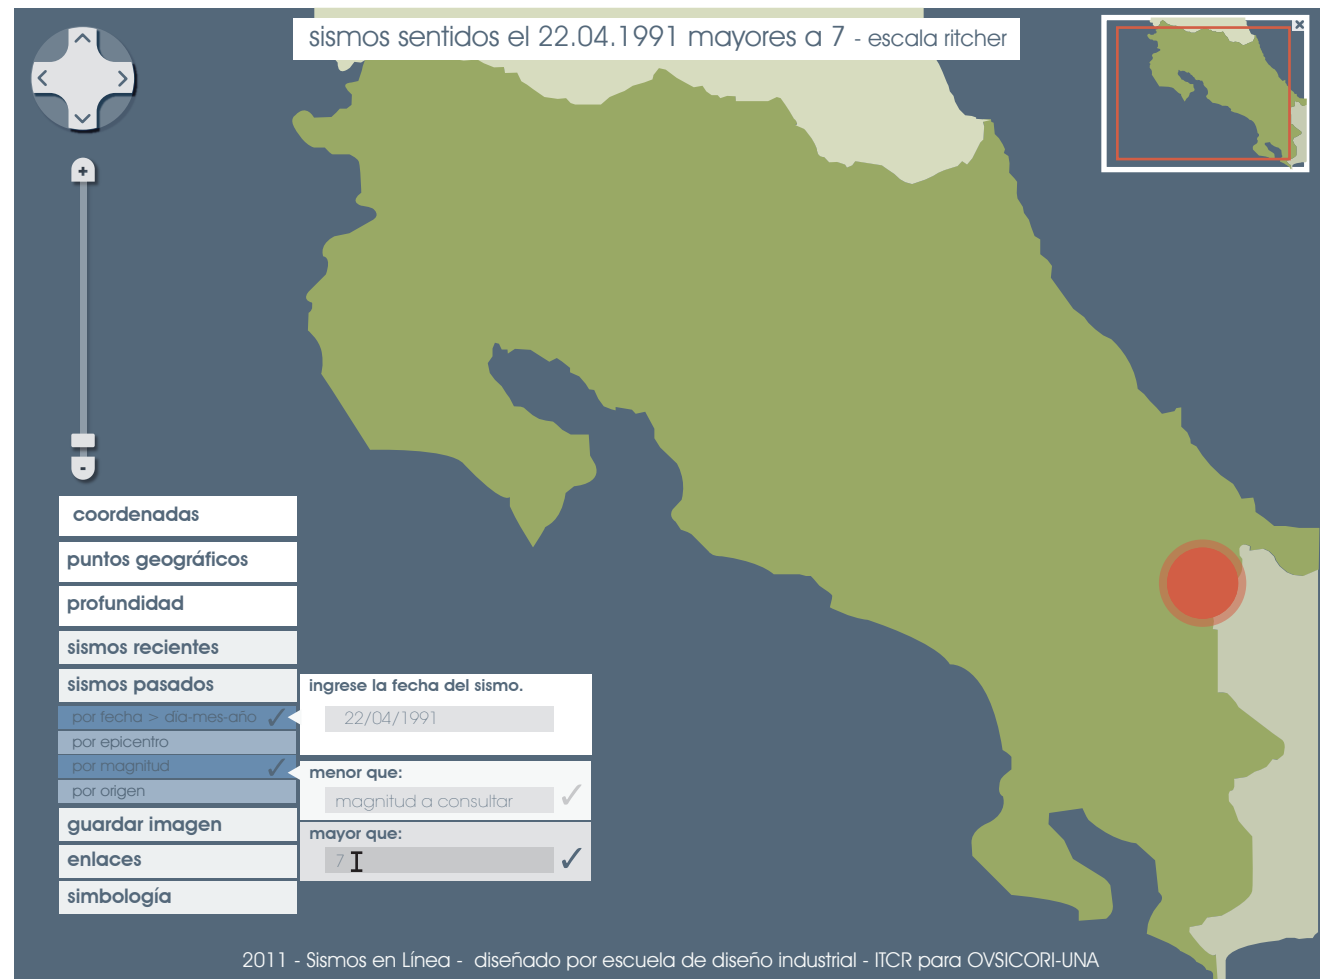 sismos sentidos el 22.04.1991 mayores a 7 - escala ritcher
+
-
coordenadas
puntos geográficos
profundidad
sismos recientes
sismos pasados
por fecha > dia-mes-año ✓
por epicentro
por magnitud ✓
por origen
guardar imagen
enlaces
simbología
ingrese la fecha del sismo.
22/04/1991
menor que:
magnitud a consultar ✓
mayor que:
7 ✓
2011 - Sismos en Línea - diseñado por escuela de diseño industrial - ITCR para OVSICORI-UNA